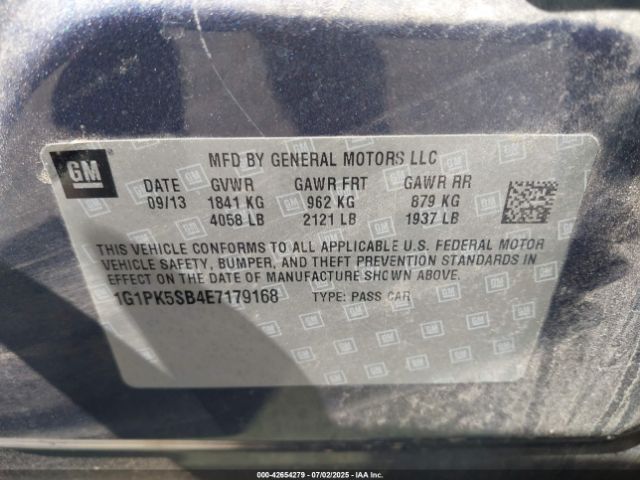 GM
MFD BY GENERAL MOTORS LLC
DATE GVWR GAWR FRT GAWR RR
09/13 1841 KG 962 KG 879 KG
4058 LB 2121 LB 1937 LB
THIS VEHICLE CONFORMS TO ALL APPLICABLE U.S. FEDERAL MOTOR
VEHICLE SAFETY, BUMPER, AND THEFT PREVENTION STANDARDS IN
EFFECT ON THE DATE OF MANUFACTURE SHOWN ABOVE.
1G1PK5SB4E7179168 TYPE: PASS CAR
000-42654279 - 07/02/2025 - IAAI.COM